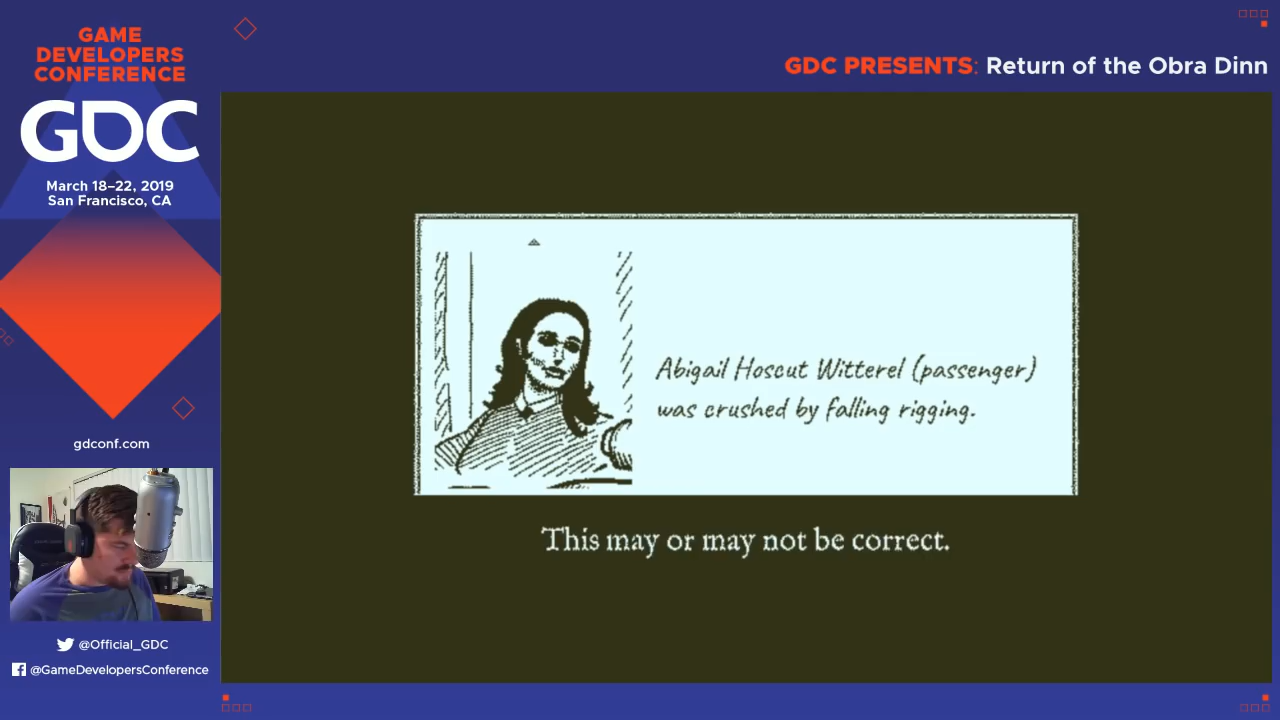 GAME
DEVELOPERS
CONFERENCE
GDC
March 18–22, 2019
San Francisco, CA
gdconf.com
@Official_GDC
@GameDevelopersConference
GDC PRESENTS: Return of the Obra Dinn
Abigail Hoscut Witterel (passenger)
was crushed by falling rigging.
This may or may not be correct.